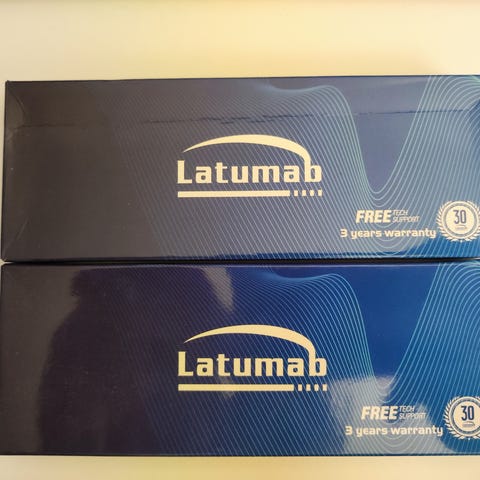 Latumab
FREE TECH SUPPORT
3 years warranty
30
Latumab
FREE TECH SUPPORT
3 years warranty
30